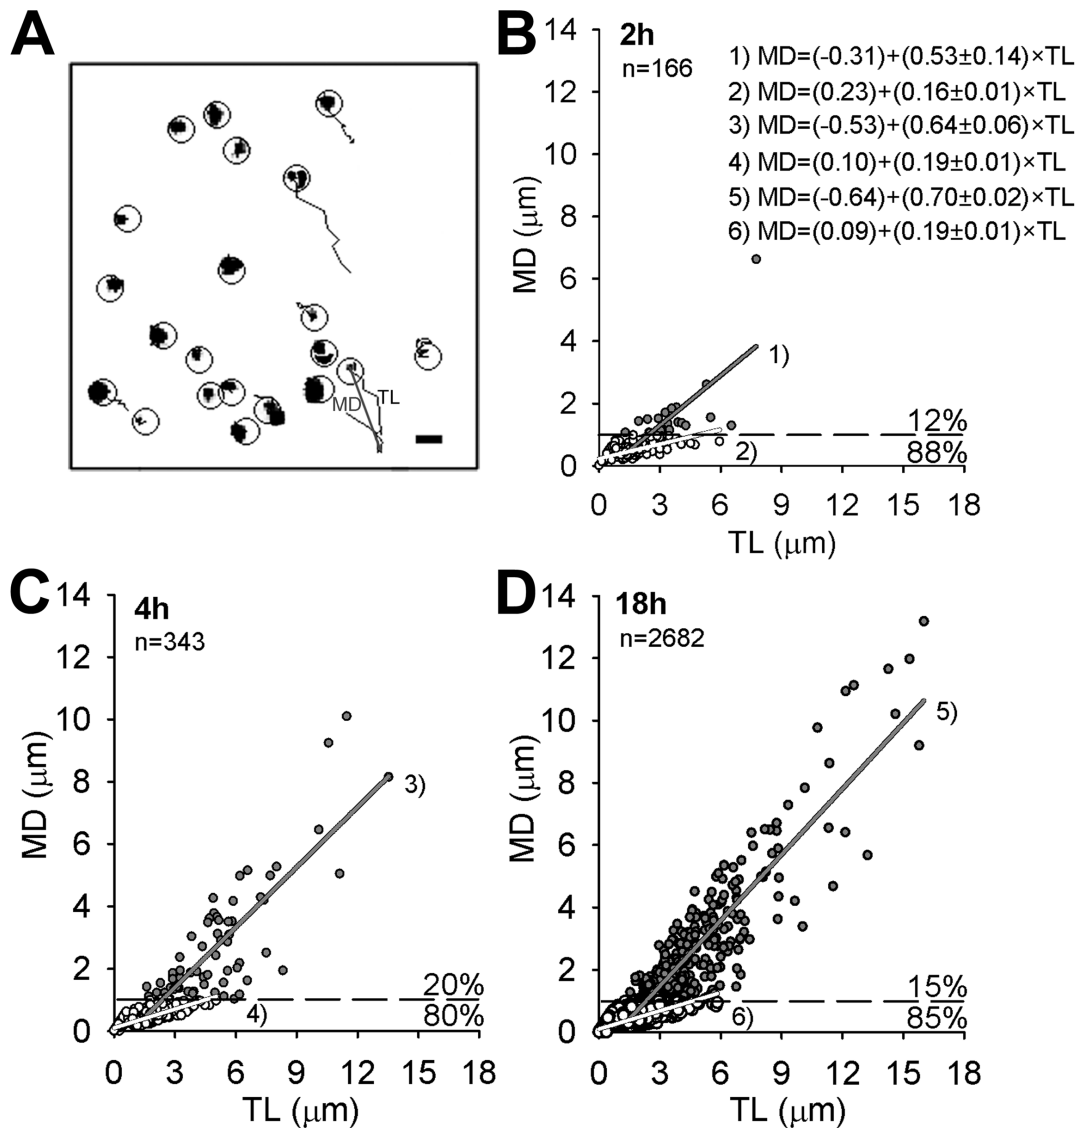 A
MD
TL
B
2h
n=166
1) MD=(-0.31)+(0.53±0.14)×TL
2) MD=(0.23)+(0.16±0.01)×TL
3) MD=(-0.53)+(0.64±0.06)×TL
4) MD=(0.10)+(0.19±0.01)×TL
5) MD=(-0.64)+(0.70±0.02)×TL
6) MD=(0.09)+(0.19±0.01)×TL
14
12
10
8
6
4
2
0
MD (μm)
1)
2)
12%
88%
0 3 6 9 12 15 18
TL (μm)
C
4h
n=343
14
12
10
8
6
4
2
0
MD (μm)
3)
4)
20%
80%
0 3 6 9 12 15 18
TL (μm)
D
18h
n=2682
14
12
10
8
6
4
2
0
MD (μm)
5)
6)
15%
85%
0 3 6 9 12 15 18
TL (μm)